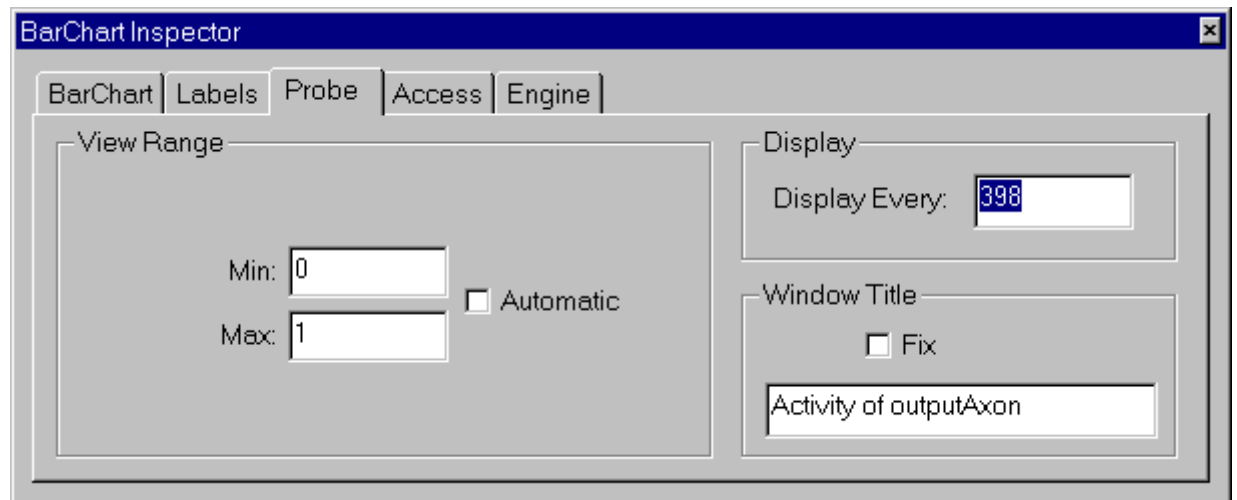 BarChart Inspector
BarChart Labels Probe Access Engine
View Range
Min: 0
Max: 1
Automatic
Display
Display Every: 398
Window Title
Fix
Activity of outputAxon